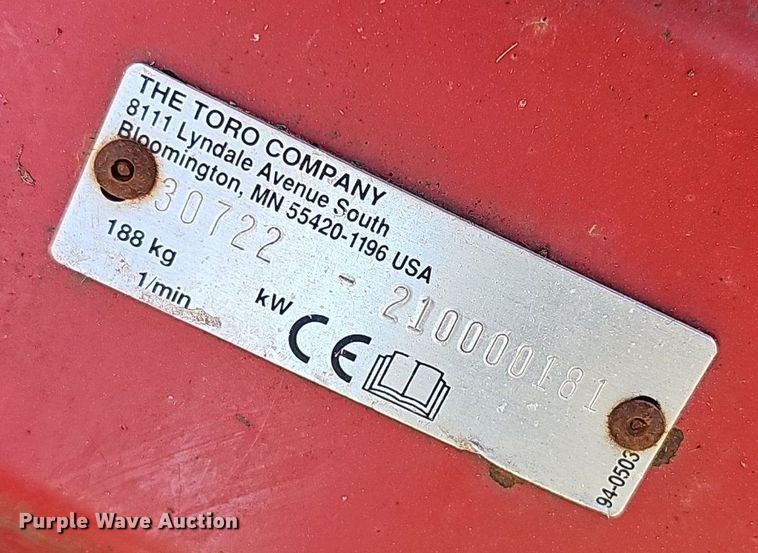 THE TORO COMPANY
8111 Lyndale Avenue South
Bloomington, MN 55420-1196 USA
30722 - 210000181
188 kg
1/min kW
CE
94-0503
Purple Wave Auction